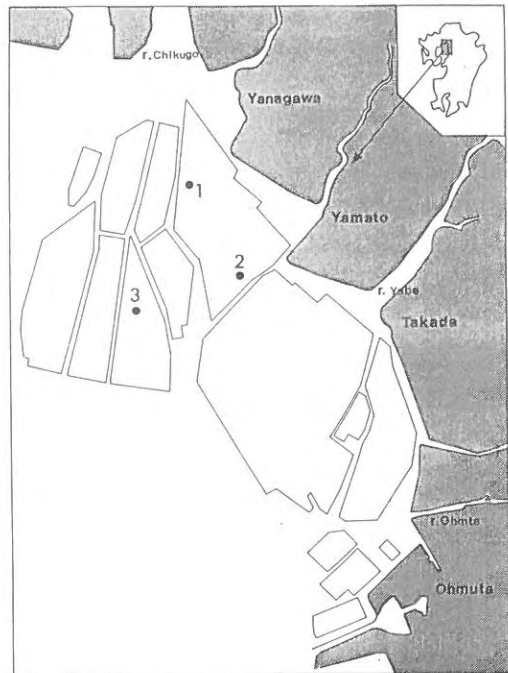 r.Chikugo
Yanagawa
1
Yamato
2
r. Yabe
3
Takada
r.Ohmta
Ohmuta